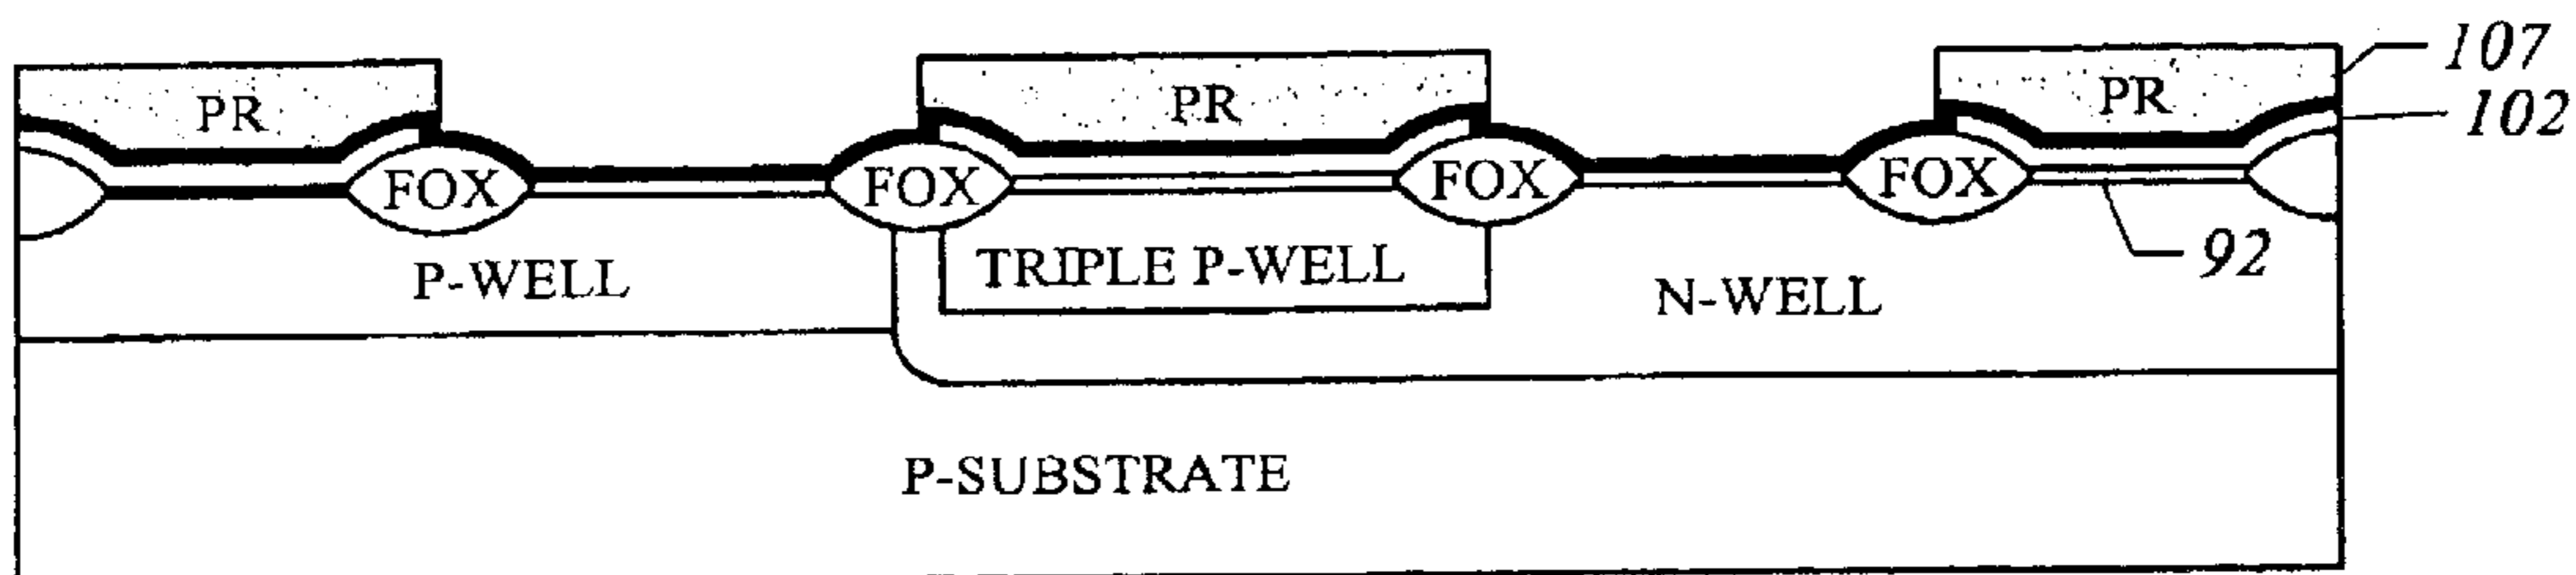 PR PR PR 107
102
FOX FOX FOX FOX
92
P-WELL TRIPLE P-WELL N-WELL
P-SUBSTRATE